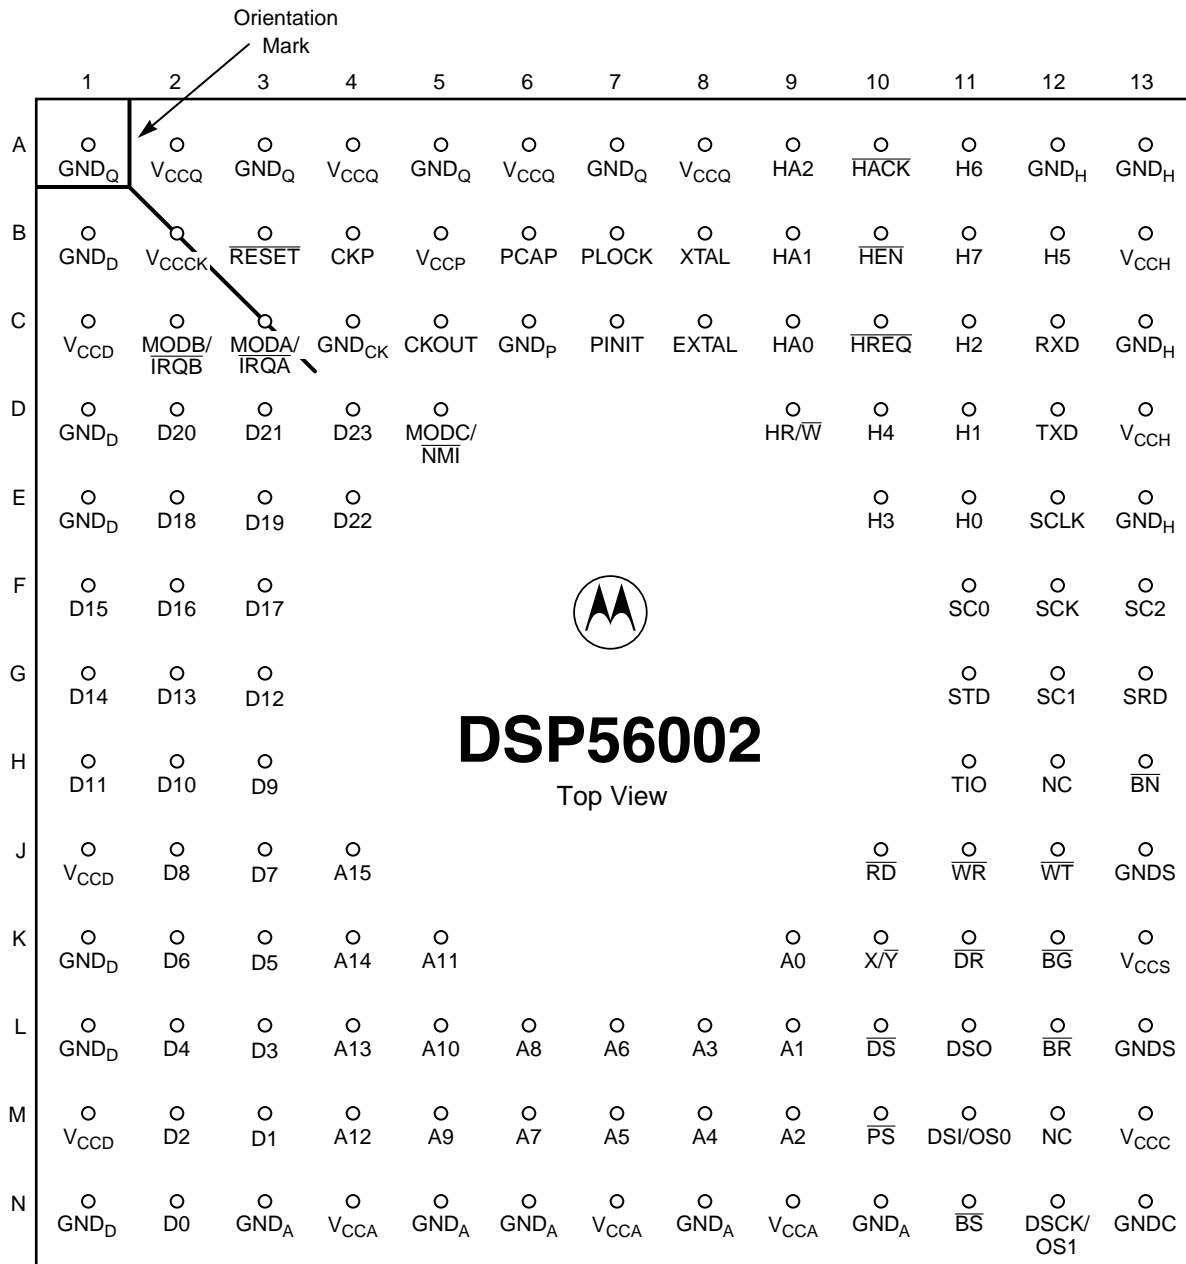 Orientation
Mark
1 2 3 4 5 6 7 8 9 10 11 12 13
A
GNDQ VCCQ GNDQ VCCQ GNDQ VCCQ GNDQ VCCQ HA2 HACK H6 GNDH GNDH
B
GNDD VCCCK RESET CKP VCCP PCAP PLOCK XTAL HA1 HEN H7 H5 VCCH
C
VCCD MODB/ MODA/ GNDCK CKOUT GNDP PINIT EXTAL HA0 HREQ H2 RXD GNDH
IRQB IRQA
D
GNDD D20 D21 D23 MODC/ HR/W H4 H1 TXD VCCH
NMI
E
GNDD D18 D19 D22 H3 H0 SCLK GNDH
F
D15 D16 D17 SC0 SCK SC2
G
D14 D13 D12 STD SC1 SRD
DSP56002
H
D11 D10 D9 TIO NC BN
Top View
J
VCCD D8 D7 A15 RD WR WT GNDS
K
GNDD D6 D5 A14 A11 A0 X/Y DR BG VCCS
L
GNDD D4 D3 A13 A10 A8 A6 A3 A1 DS DSO BR GNDS
M
VCCD D2 D1 A12 A9 A7 A5 A4 A2 PS DSI/OS0 NC VCCC
N
GNDD D0 GNDA VCCA GNDA GNDA VCCA GNDA VCCA GNDA BS DSCK/ GNDC
OS1